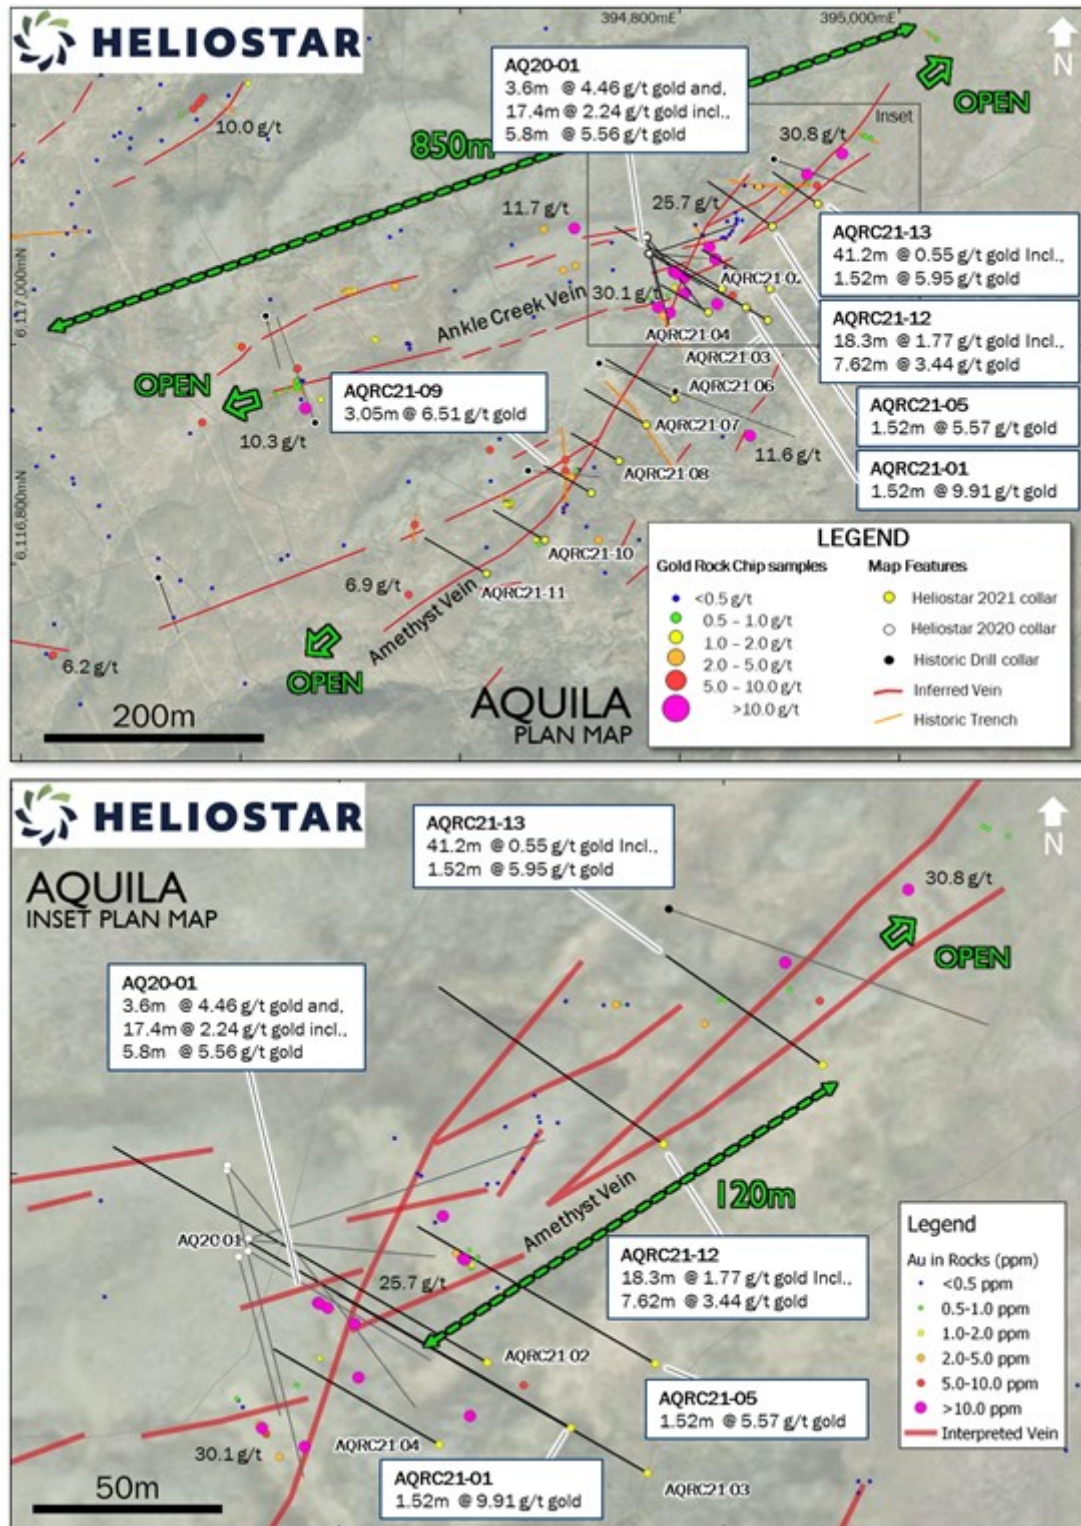 HELIOSTAR
394,800mE
395,000mE
N
AQ20-01
3.6m @ 4.46 g/t gold and,
17.4m @ 2.24 g/t gold incl.,
5.8m @ 5.56 g/t gold
OPEN
Inset
10.0 g/t
850m
30.8 g/t
25.7 g/t
11.7 g/t
AQRC21-13
41.2m @ 0.55 g/t gold Incl.,
1.52m @ 5.95 g/t gold
6,117,000mN
AQRC21-02
30.1 g/t
Ankle Creek Vein
AQRC21-04
AQRC21-12
18.3m @ 1.77 g/t gold Incl.,
7.62m @ 3.44 g/t gold
AQRC21-03
OPEN
AQRC21-09
3.05m @ 6.51 g/t gold
AQRC21-06
AQRC21-05
1.52m @ 5.57 g/t gold
10.3 g/t
AQRC21-07
11.6 g/t
AQRC21-01
1.52m @ 9.91 g/t gold
AQRC21-08
6,116,800mN
AQRC21-10
AQRC21-11
6.9 g/t
Amethyst Vein
6.2 g/t
OPEN
200m
AQUILA
PLAN MAP
LEGEND
Gold Rock Chip samples
<0.5 g/t
0.5 – 1.0 g/t
1.0 – 2.0 g/t
2.0 – 5.0 g/t
5.0 – 10.0 g/t
>10.0 g/t
Map Features
Heliostar 2021 collar
Heliostar 2020 collar
Historic Drill collar
Inferred Vein
Historic Trench
HELIOSTAR
AQUILA
INSET PLAN MAP
N
AQRC21-13
41.2m @ 0.55 g/t gold Incl.,
1.52m @ 5.95 g/t gold
30.8 g/t
OPEN
AQ20-01
3.6m @ 4.46 g/t gold and,
17.4m @ 2.24 g/t gold incl.,
5.8m @ 5.56 g/t gold
Amethyst Vein
120m
AQ20-01
25.7 g/t
AQRC21-12
18.3m @ 1.77 g/t gold Incl.,
7.62m @ 3.44 g/t gold
AQRC21-02
AQRC21-05
1.52m @ 5.57 g/t gold
AQRC21-04
30.1 g/t
AQRC21-01
1.52m @ 9.91 g/t gold
AQRC21-03
50m
Legend
Au in Rocks (ppm)
<0.5 ppm
0.5-1.0 ppm
1.0-2.0 ppm
2.0-5.0 ppm
5.0-10.0 ppm
>10.0 ppm
Interpreted Vein